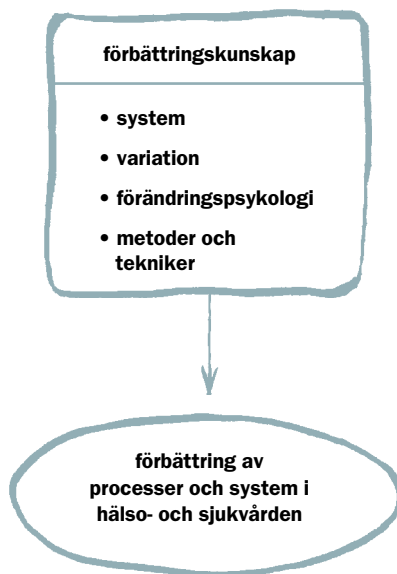 förbättringskunskap
• system
• variation
• förändringspsykologi
• metoder och
tekniker
förbättring av
processer och system i
hälso- och sjukvården